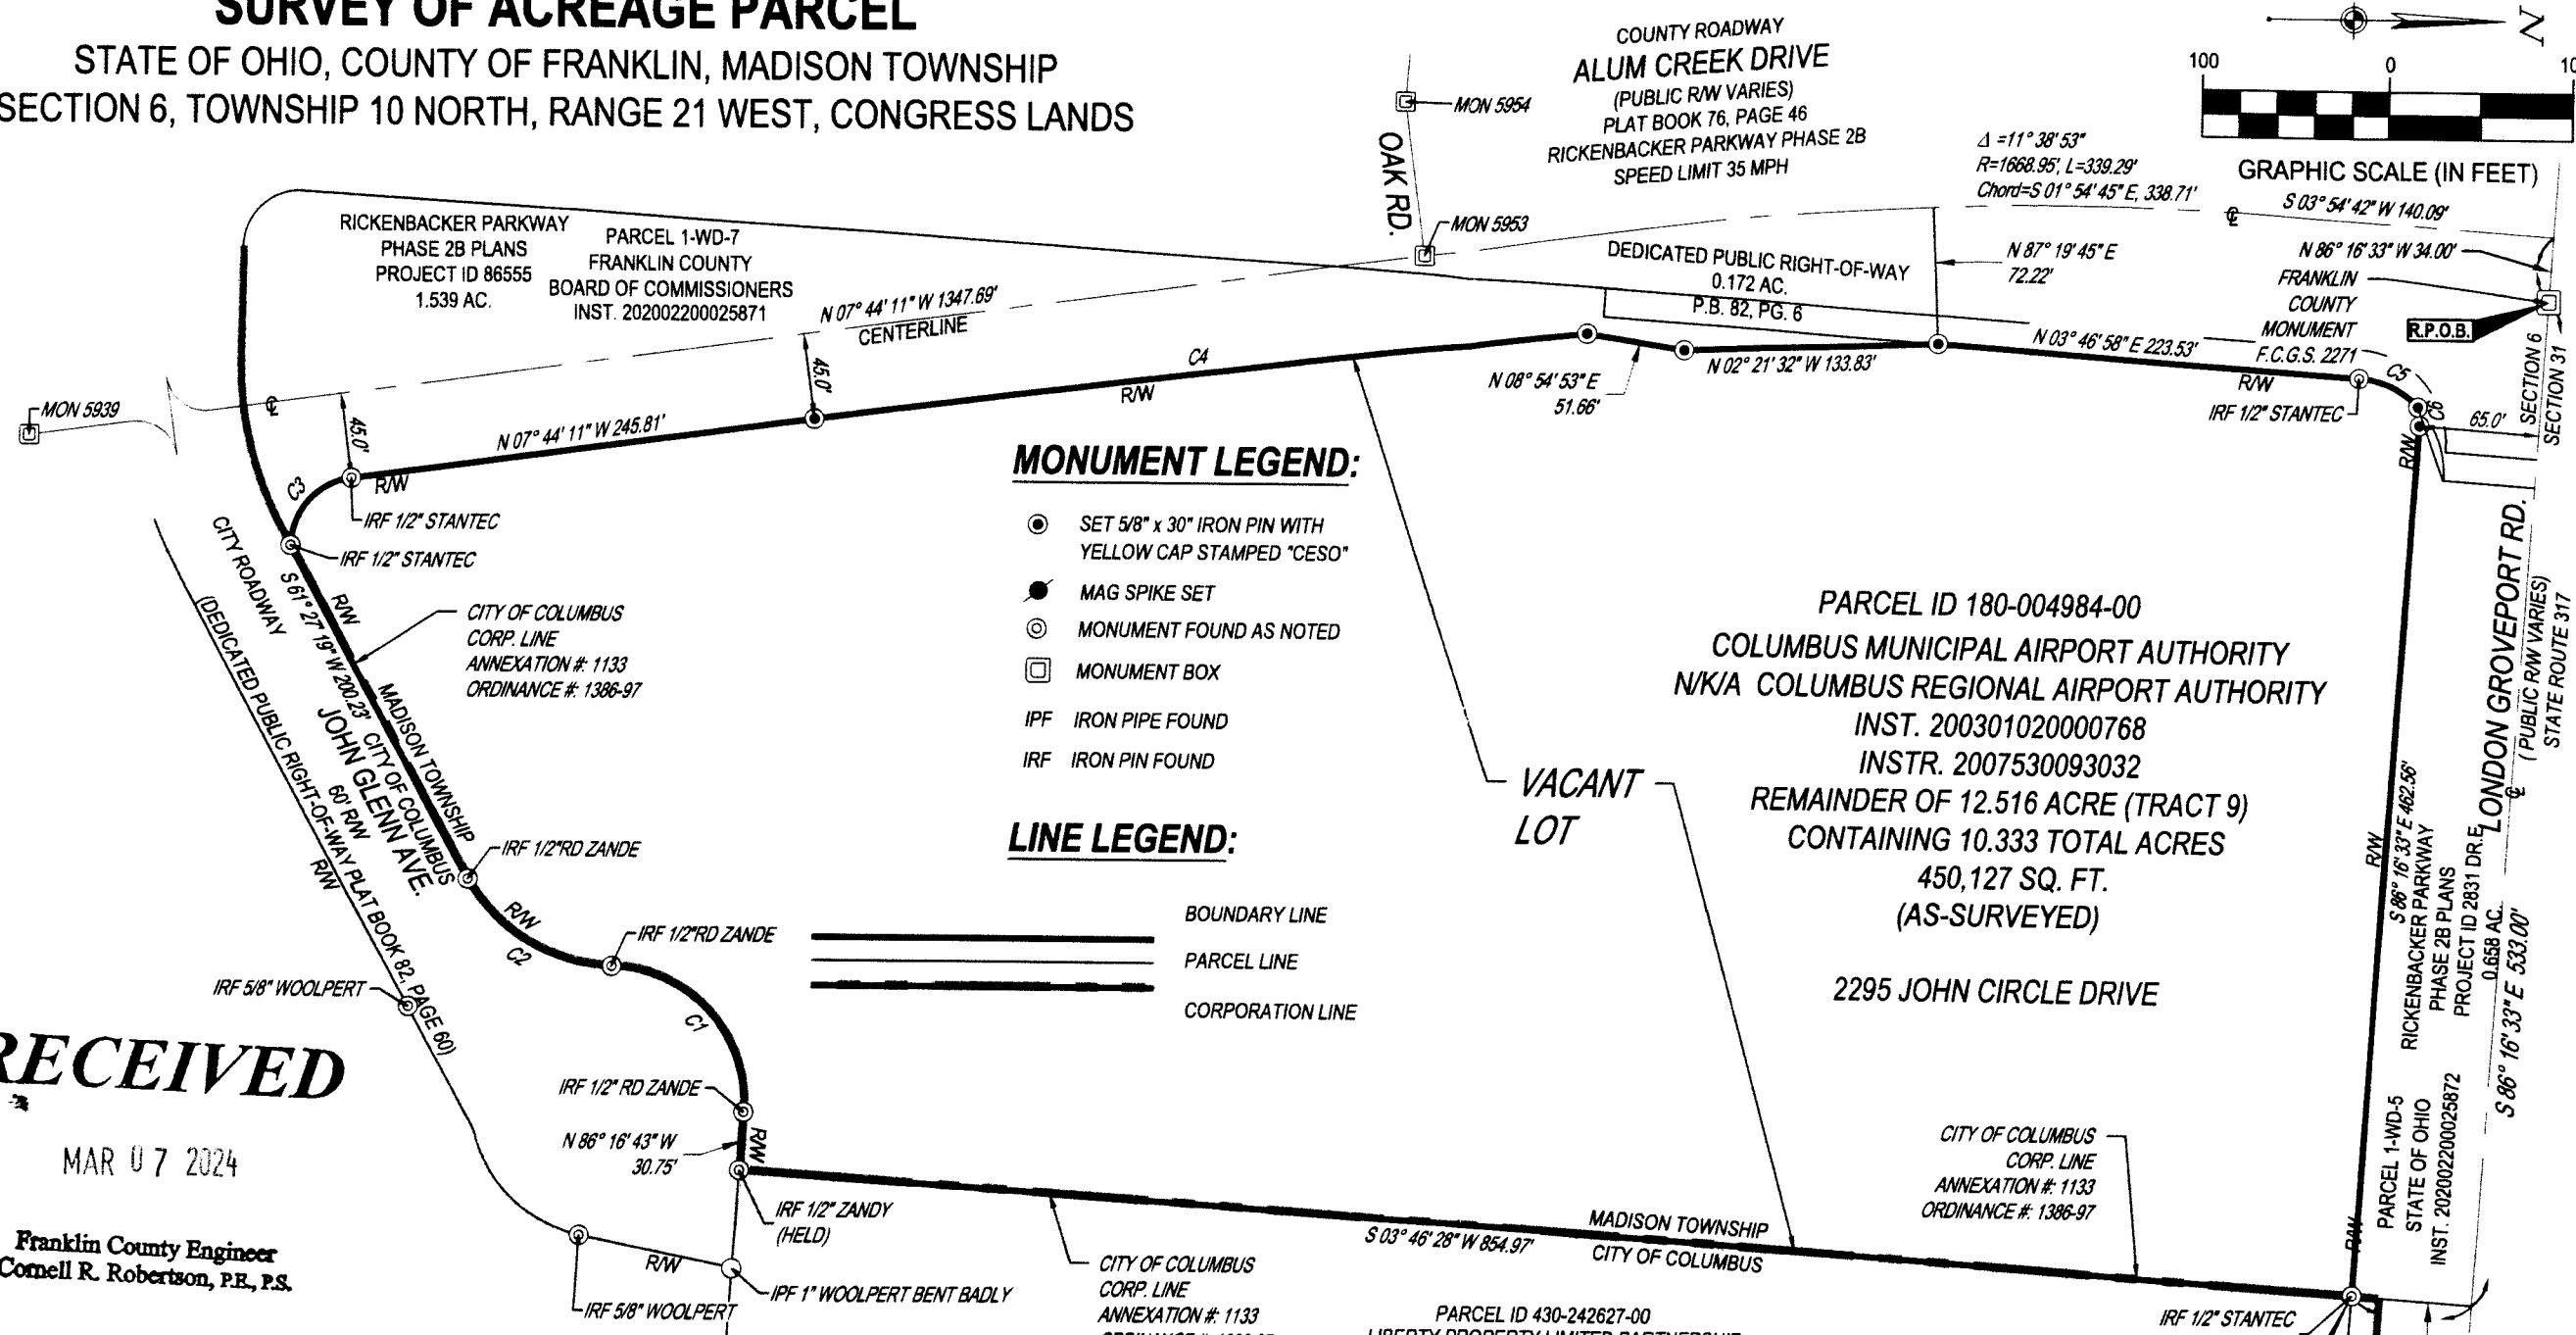 SURVEY OF ACREAGE PARCEL
STATE OF OHIO, COUNTY OF FRANKLIN, MADISON TOWNSHIP
SECTION 6, TOWNSHIP 10 NORTH, RANGE 21 WEST, CONGRESS LANDS
COUNTY ROADWAY
ALUM CREEK DRIVE
(PUBLIC R/W VARIES)
PLAT BOOK 76, PAGE 46
RICKENBACKER PARKWAY PHASE 2B
SPEED LIMIT 35 MPH
MON 5954
OAK RD.
MON 5953
N
100
0
GRAPHIC SCALE (IN FEET)
Δ =11° 38' 53"
R=1668.95', L=339.29'
Chord=S 01° 54' 45" E, 338.71'
S 03° 54' 42" W 140.09'
N 86° 16' 33" W 34.00'
FRANKLIN
COUNTY
MONUMENT
F.C.G.S. 2271
R.P.O.B.
SECTION 6
SECTION 31
N 87° 19' 45" E
72.22'
DEDICATED PUBLIC RIGHT-OF-WAY
0.172 AC.
P.B. 82, PG. 6
RICKENBACKER PARKWAY
PHASE 2B PLANS
PROJECT ID 86555
1.539 AC.
PARCEL 1-WD-7
FRANKLIN COUNTY
BOARD OF COMMISSIONERS
INST. 202002200025871
N 07° 44' 11" W 1347.69'
CENTERLINE
45.0'
C4
R/W
N 08° 54' 53" E
51.66'
N 02° 21' 32" W 133.83'
N 03° 46' 58" E 223.53'
R/W
C5
C6
IRF 1/2" STANTEC
65.0'
R/W
MON 5939
45.0'
N 07° 44' 11" W 245.81'
R/W
C3
IRF 1/2" STANTEC
IRF 1/2" STANTEC
CITY ROADWAY
S 61° 27' 19" W 200.23'
R/W
CITY OF COLUMBUS
CORP. LINE
ANNEXATION #: 1133
ORDINANCE #: 1386-97
MADISON TOWNSHIP
CITY OF COLUMBUS
JOHN GLENN AVE.
60' R/W
(DEDICATED PUBLIC RIGHT-OF-WAY PLAT BOOK 82, PAGE 60)
R/W
MONUMENT LEGEND:
SET 5/8" x 30" IRON PIN WITH
YELLOW CAP STAMPED "CESO"
MAG SPIKE SET
MONUMENT FOUND AS NOTED
MONUMENT BOX
IPF IRON PIPE FOUND
IRF IRON PIN FOUND
LINE LEGEND:
BOUNDARY LINE
PARCEL LINE
CORPORATION LINE
VACANT
LOT
PARCEL ID 180-004984-00
COLUMBUS MUNICIPAL AIRPORT AUTHORITY
N/K/A COLUMBUS REGIONAL AIRPORT AUTHORITY
INST. 200301020000768
INSTR. 2007530093032
REMAINDER OF 12.516 ACRE (TRACT 9)
CONTAINING 10.333 TOTAL ACRES
450,127 SQ. FT.
(AS-SURVEYED)
2295 JOHN CIRCLE DRIVE
LONDON GROVEPORT RD.
(PUBLIC R/W VARIES)
STATE ROUTE 317
R/W
S 86° 16' 33" E 462.56'
RICKENBACKER PARKWAY
PHASE 2B PLANS
PROJECT ID 2831 DR.E.
0.658 AC.
S 86° 16' 33" E 533.00'
PARCEL 1-WD-5
STATE OF OHIO
INST. 202002200025872
R/W
IRF 1/2"RD ZANDE
R/W
C2
IRF 1/2"RD ZANDE
IRF 5/8" WOOLPERT
C1
IRF 1/2" RD ZANDE
N 86° 16' 43" W
30.75'
R/W
IRF 1/2" ZANDY
(HELD)
RECEIVED
MAR 07 2024
Franklin County Engineer
Cornell R. Robertson, P.E., P.S.
R/W
IPF 1" WOOLPERT BENT BADLY
IRF 5/8" WOOLPERT
CITY OF COLUMBUS
CORP. LINE
ANNEXATION #: 1133
S 03° 46' 28" W 854.97'
MADISON TOWNSHIP
CITY OF COLUMBUS
CITY OF COLUMBUS
CORP. LINE
ANNEXATION #: 1133
ORDINANCE #: 1386-97
IRF 1/2" STANTEC
PARCEL ID 430-242627-00
LIBERTY PROPERTY LIMITED PARTNERSHIP